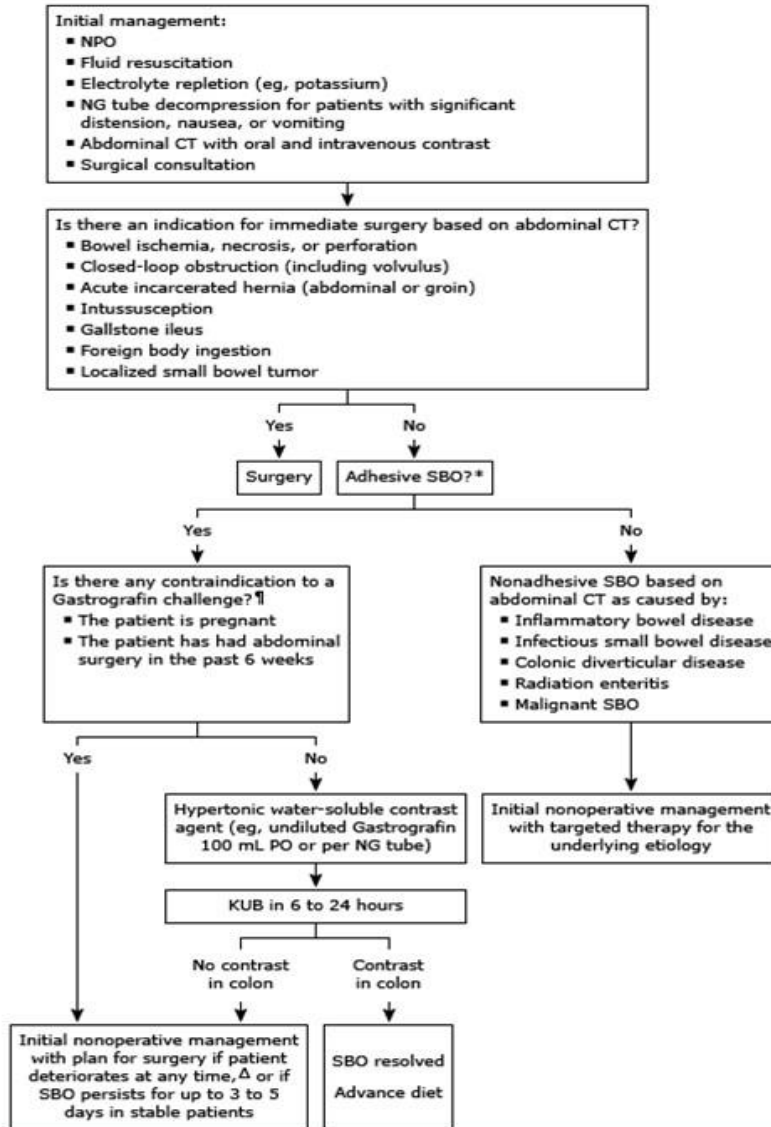 Initial management:
▪ NPO
▪ Fluid resuscitation
▪ Electrolyte repletion (eg, potassium)
▪ NG tube decompression for patients with significant
distension, nausea, or vomiting
▪ Abdominal CT with oral and intravenous contrast
▪ Surgical consultation
Is there an indication for immediate surgery based on abdominal CT?
▪ Bowel ischemia, necrosis, or perforation
▪ Closed-loop obstruction (including volvulus)
▪ Acute incarcerated hernia (abdominal or groin)
▪ Intussusception
▪ Gallstone ileus
▪ Foreign body ingestion
▪ Localized small bowel tumor
Yes
No
Surgery
Adhesive SBO?*
Yes
No
Is there any contraindication to a
Gastrografin challenge?¶
▪ The patient is pregnant
▪ The patient has had abdominal
surgery in the past 6 weeks
Nonadhesive SBO based on
abdominal CT as caused by:
▪ Inflammatory bowel disease
▪ Infectious small bowel disease
▪ Colonic diverticular disease
▪ Radiation enteritis
▪ Malignant SBO
Yes
No
Hypertonic water-soluble contrast
agent (eg, undiluted Gastrografin
100 mL PO or per NG tube)
Initial nonoperative management
with targeted therapy for the
underlying etiology
KUB in 6 to 24 hours
No contrast
in colon
Contrast
in colon
Initial nonoperative management
with plan for surgery if patient
deteriorates at any time,Δ or if
SBO persists for up to 3 to 5
days in stable patients
SBO resolved
Advance diet